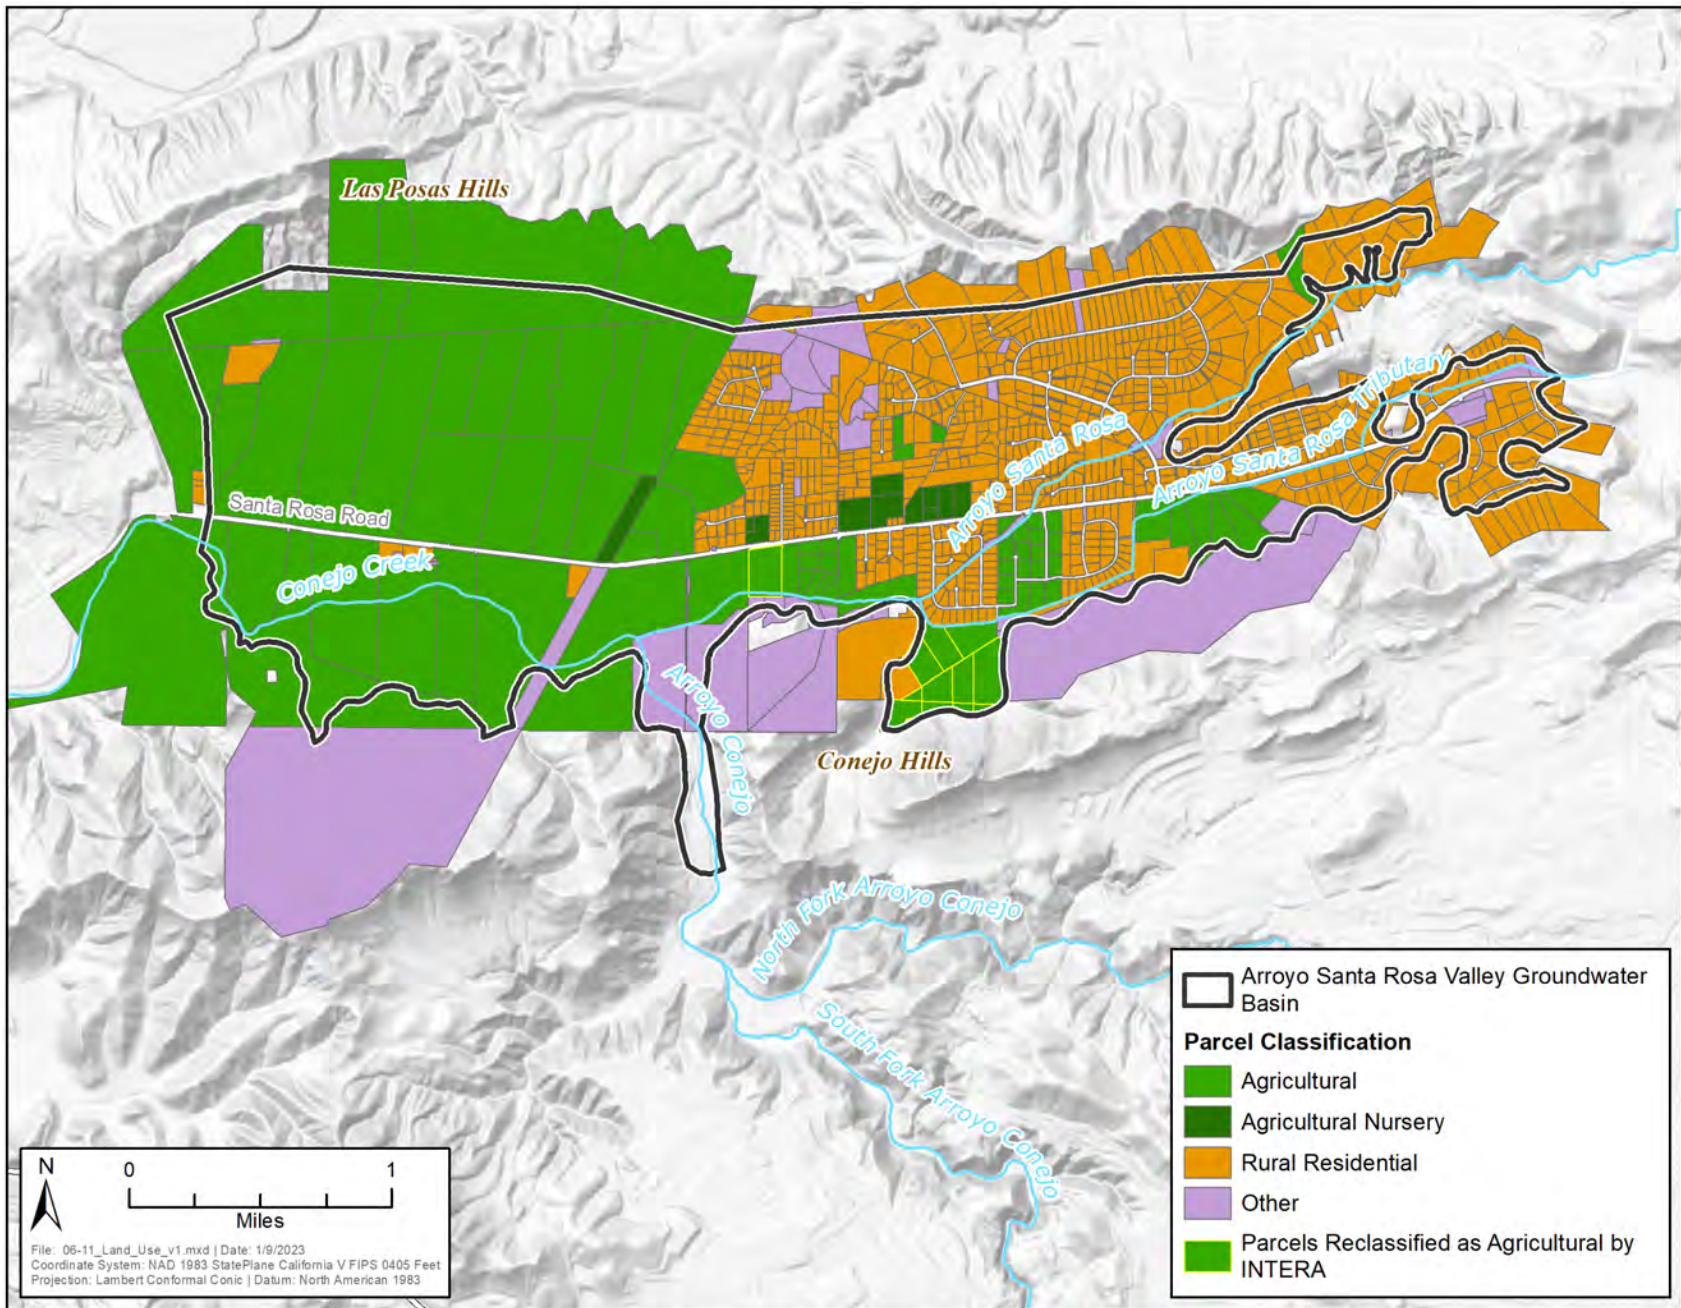 Las Posas Hills
Arroyo Santa Rosa
Arroyo Santa Rosa Tributary
Santa Rosa Road
Conejo Creek
Arroyo Conejo
Conejo Hills
North Fork Arroyo Conejo
South Fork Arroyo Conejo
Arroyo Santa Rosa Valley Groundwater
Basin
Parcel Classification
Agricultural
Agricultural Nursery
Rural Residential
Other
Parcels Reclassified as Agricultural by
INTERA
N
0 1
Miles
File: 06-11_Land_Use_v1.mxd | Date: 1/9/2023
Coordinate System: NAD 1983 StatePlane California V FIPS 0405 Feet
Projection: Lambert Conformal Conic | Datum: North American 1983